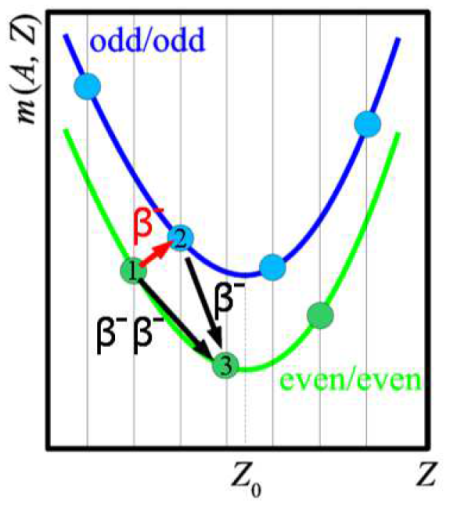 m(A, Z)
odd/odd
β⁻
2
1
β⁻
β⁻β⁻
3
even/even
Z₀
Z